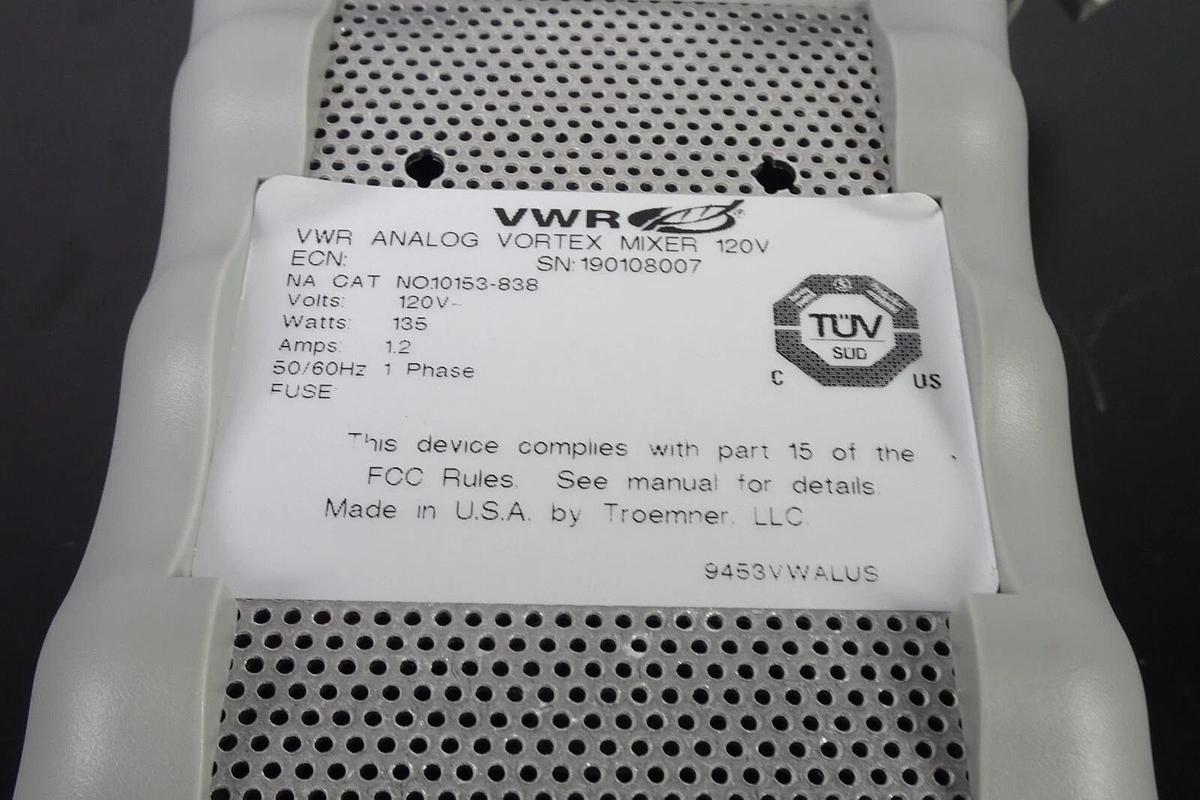 VWR®
VWR ANALOG VORTEX MIXER 120V
ECN: SN:190108007
NA CAT NO.10153-838
Volts: 120V~
Watts: 135
Amps: 1.2
50/60Hz 1 Phase
FUSE
TÜV
SÜD
C US
This device complies with part 15 of the
FCC Rules. See manual for details.
Made in U.S.A. by Troemner, LLC.
9453VWALUS